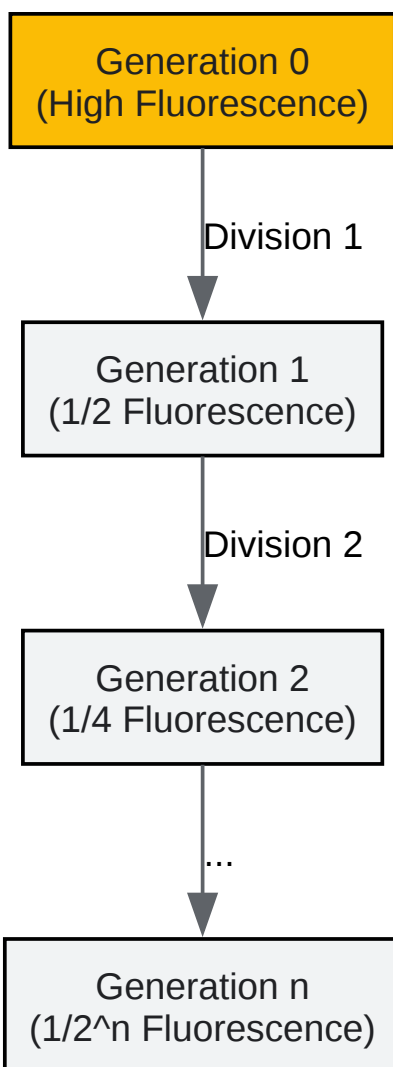 Generation 0
(High Fluorescence)
Division 1
Generation 1
(1/2 Fluorescence)
Division 2
Generation 2
(1/4 Fluorescence)
...
Generation n
(1/2^n Fluorescence)